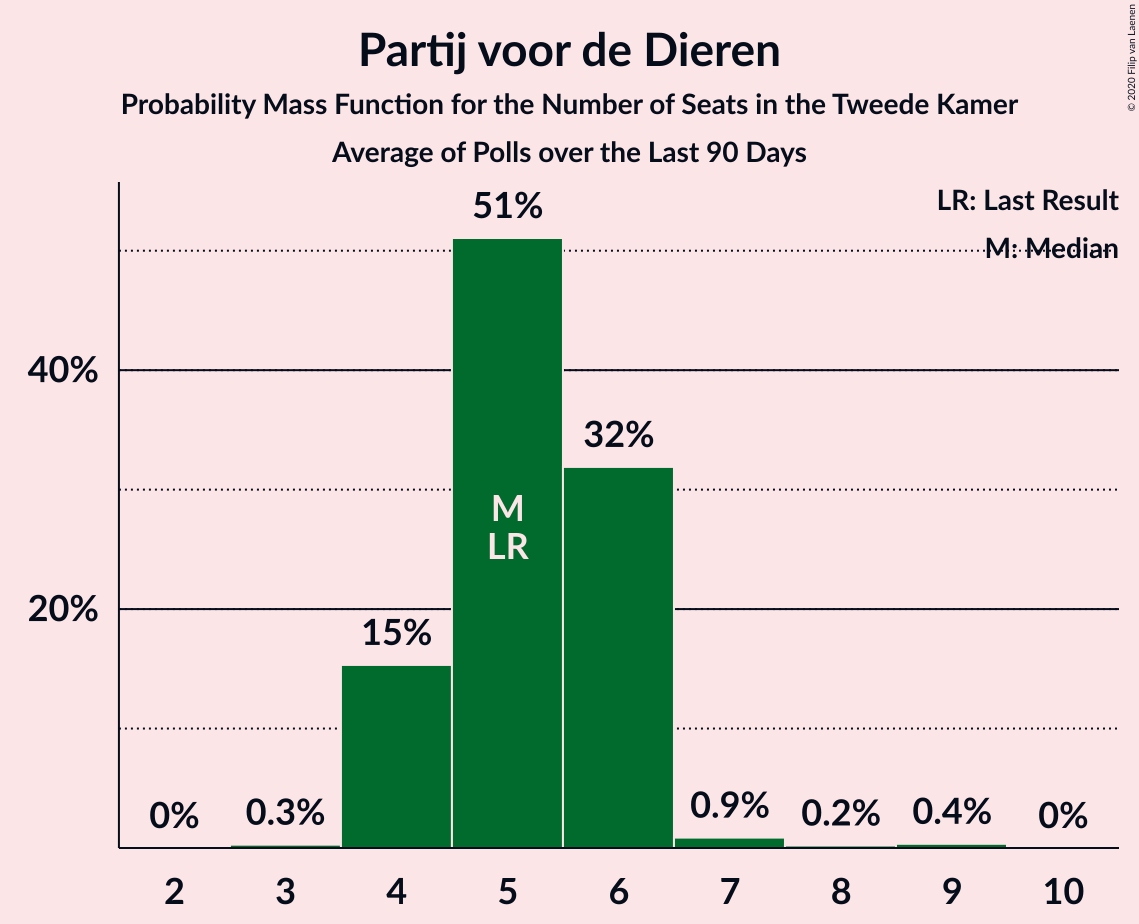 Partij voor de Dieren
Probability Mass Function for the Number of Seats in the Tweede Kamer
Average of Polls over the Last 90 Days
© 2020 Filip van Laenen
LR: Last Result
M: Median
51%
40%
32%
M
LR
20%
15%
0%
0.3%
0.9%
0.2%
0.4%
0%
2 3 4 5 6 7 8 9 10